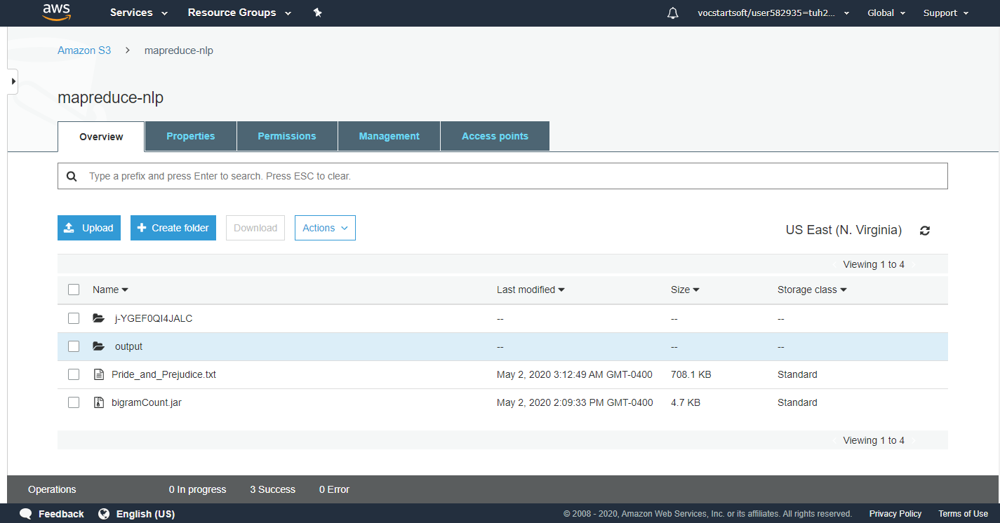 aws Services Resource Groups vocstartsoft/user582935=tuh2... Global Support
Amazon S3 mapreduce-nlp
mapreduce-nlp
Overview Properties Permissions Management Access points
Type a prefix and press Enter to search. Press ESC to clear.
Upload Create folder Download Actions US East (N. Virginia)
Viewing 1 to 4
Name Last modified Size Storage class
j-YGEF0QI4JALC -- -- --
output -- -- --
Pride_and_Prejudice.txt May 2, 2020 3:12:49 AM GMT-0400 708.1 KB Standard
bigramCount.jar May 2, 2020 2:09:33 PM GMT-0400 4.7 KB Standard
Viewing 1 to 4
Operations 0 In progress 3 Success 0 Error
Feedback English (US) © 2008 - 2020, Amazon Web Services, Inc. or its affiliates. All rights reserved. Privacy Policy Terms of Use